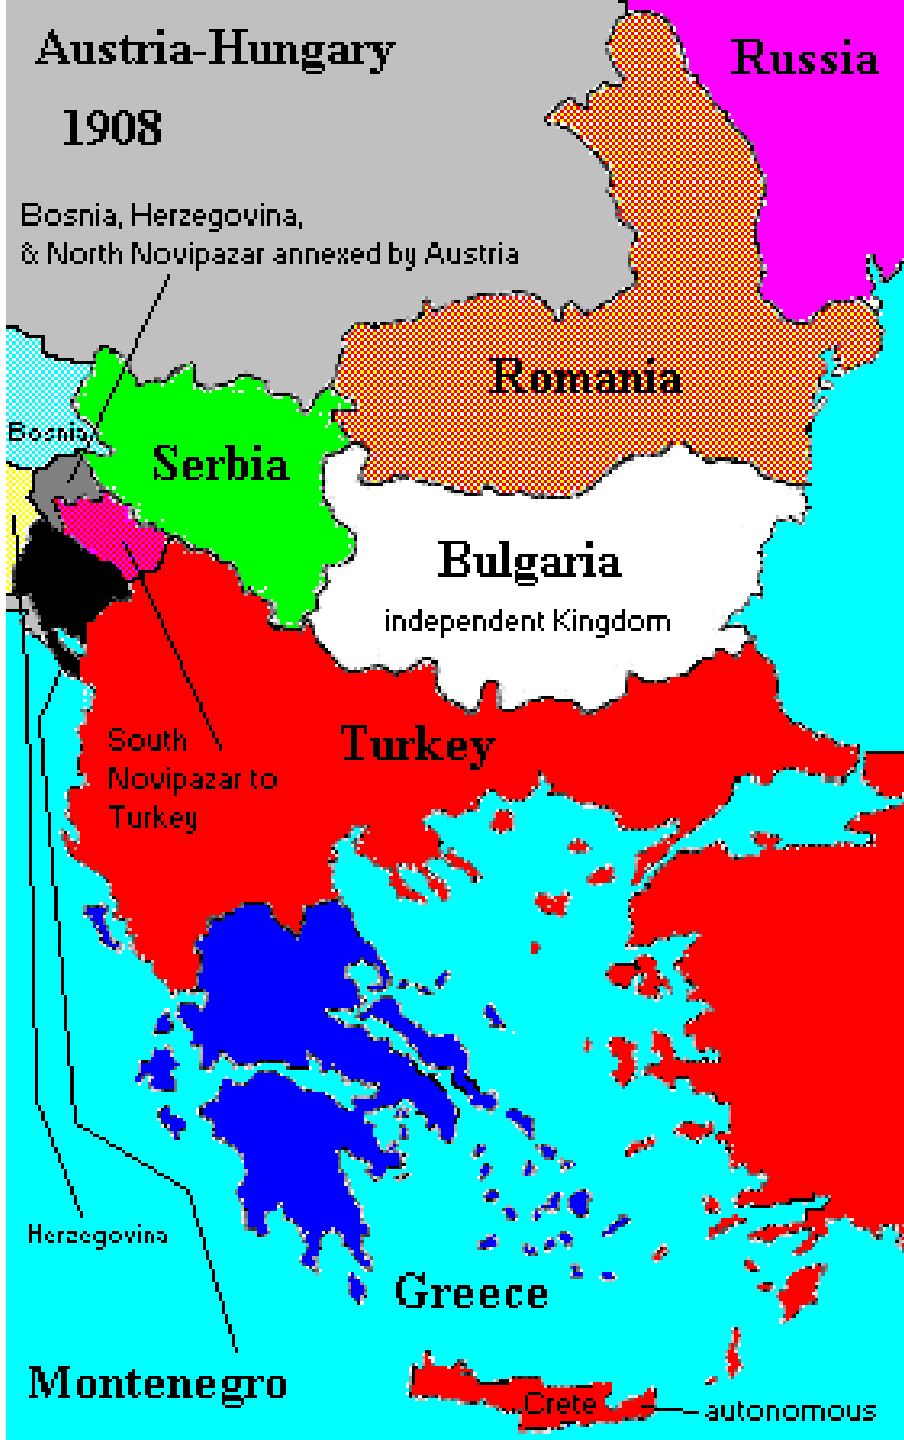 Austria-Hungary
Russia
1908
Bosnia, Herzegovina,
& North Novipazar annexed by Austria
Romania
Bosnia
Serbia
Bulgaria
independent Kingdom
South
Novipazar to
Turkey
Turkey
Herzegovina
Greece
Montenegro
Crete
autonomous